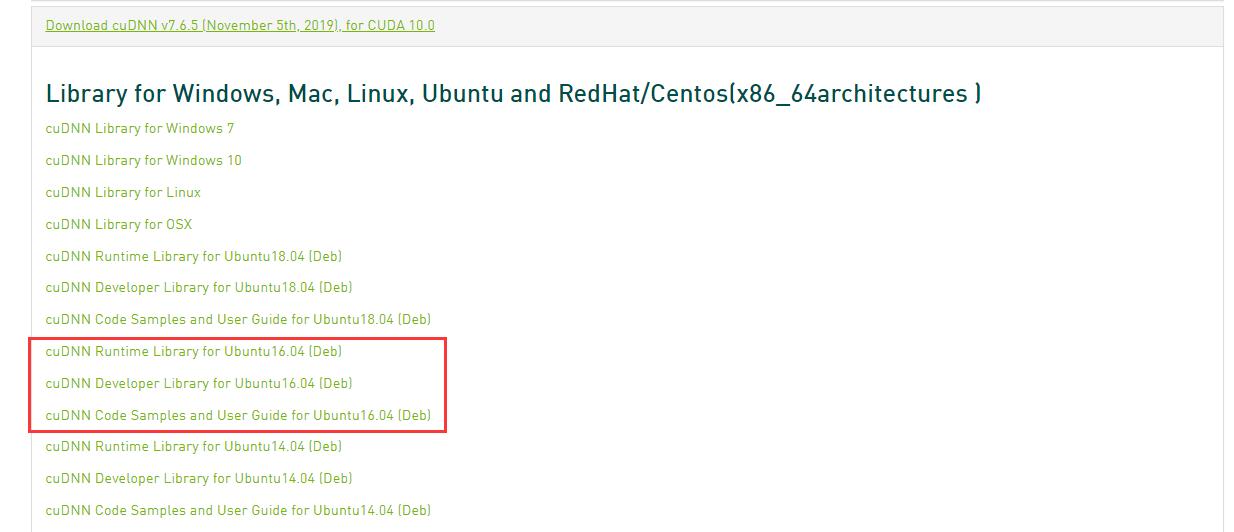 Download cuDNN v7.6.5 (November 5th, 2019), for CUDA 10.0
Library for Windows, Mac, Linux, Ubuntu and RedHat/Centos(x86_64architectures )
cuDNN Library for Windows 7
cuDNN Library for Windows 10
cuDNN Library for Linux
cuDNN Library for OSX
cuDNN Runtime Library for Ubuntu18.04 (Deb)
cuDNN Developer Library for Ubuntu18.04 (Deb)
cuDNN Code Samples and User Guide for Ubuntu18.04 (Deb)
cuDNN Runtime Library for Ubuntu16.04 (Deb)
cuDNN Developer Library for Ubuntu16.04 (Deb)
cuDNN Code Samples and User Guide for Ubuntu16.04 (Deb)
cuDNN Runtime Library for Ubuntu14.04 (Deb)
cuDNN Developer Library for Ubuntu14.04 (Deb)
cuDNN Code Samples and User Guide for Ubuntu14.04 (Deb)